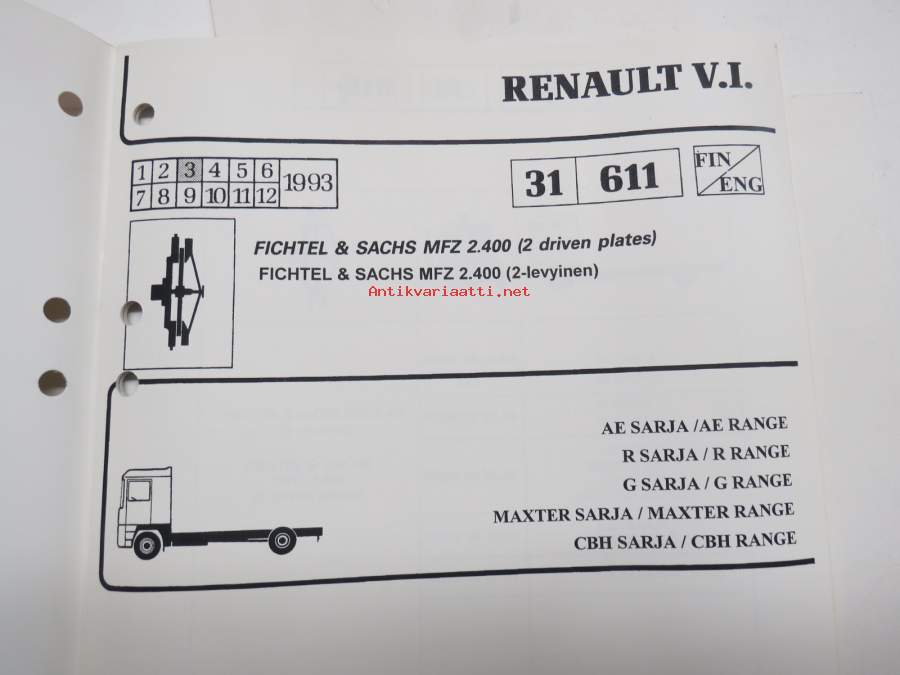 RENAULT V.I.
1 2 3 4 5 6 1993
7 8 9 10 11 12
31 611
FIN ENG
FICHTEL & SACHS MFZ 2.400 (2 driven plates)
FICHTEL & SACHS MFZ 2.400 (2-levyinen)
Antikvariaatti.net
AE SARJA /AE RANGE
R SARJA / R RANGE
G SARJA / G RANGE
MAXTER SARJA / MAXTER RANGE
CBH SARJA / CBH RANGE